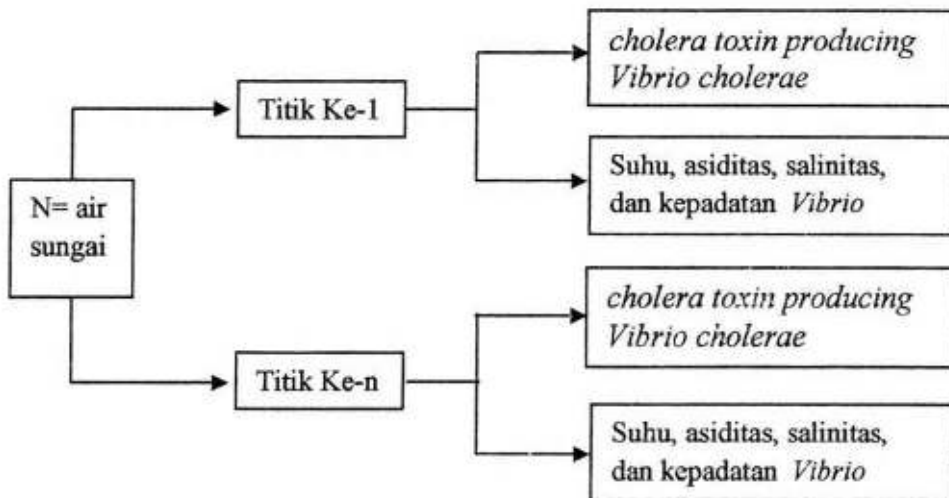 N= air
sungai
Titik Ke-1
cholera toxin producing
Vibrio cholerae
Suhu, asiditas, salinitas,
dan kepadatan Vibrio
Titik Ke-n
cholera toxin producing
Vibrio cholerae
Suhu, asiditas, salinitas,
dan kepadatan Vibrio